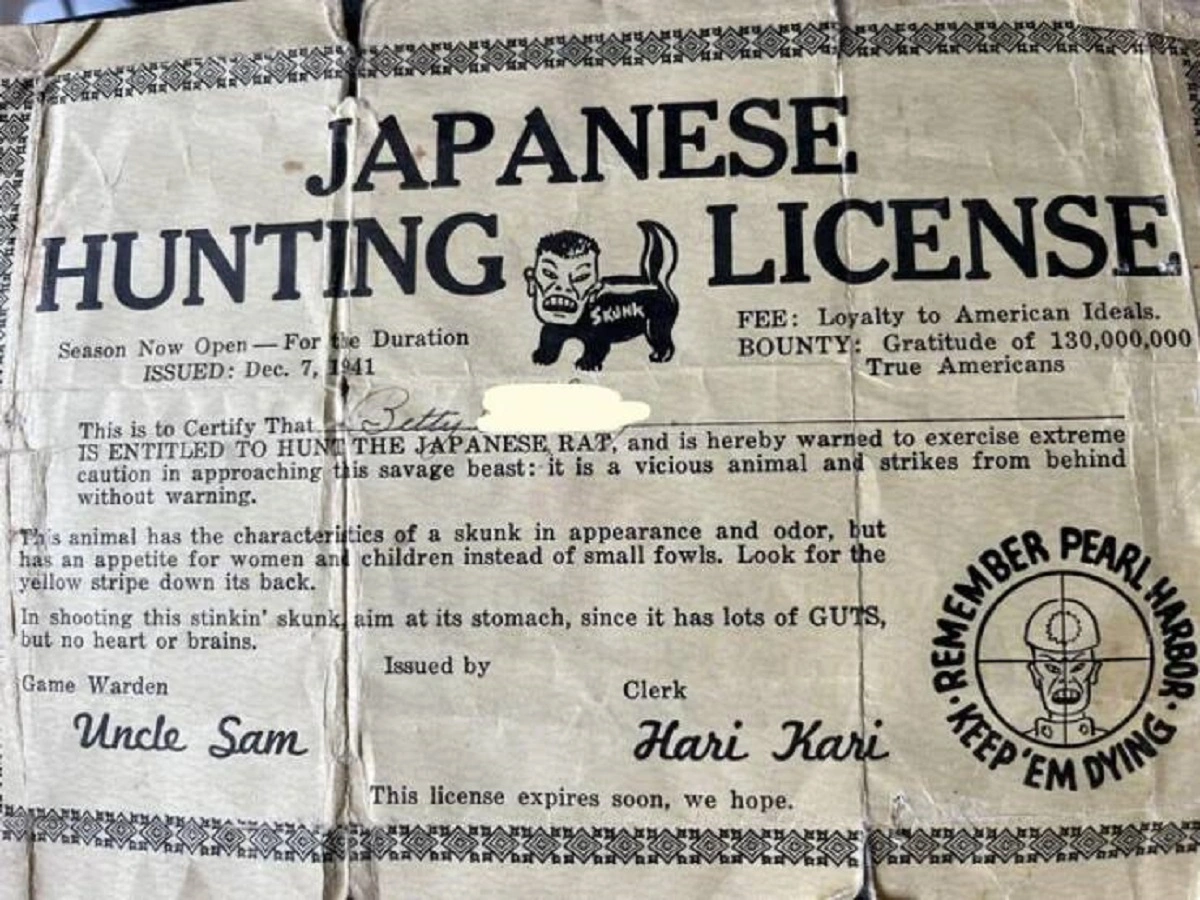 JAPANESE
HUNTING LICENSE
SKUNK
Season Now Open — For the Duration
ISSUED: Dec. 7, 1941
FEE: Loyalty to American Ideals.
BOUNTY: Gratitude of 130,000,000
True Americans
This is to Certify That Betty
IS ENTITLED TO HUNT THE JAPANESE RAT, and is hereby warned to exercise extreme
caution in approaching this savage beast: it is a vicious animal and strikes from behind
without warning.
This animal has the characteristics of a skunk in appearance and odor, but
has an appetite for women and children instead of small fowls. Look for the
yellow stripe down its back.
In shooting this stinkin' skunk, aim at its stomach, since it has lots of GUTS,
but no heart or brains.
Issued by
Game Warden
Clerk
Uncle Sam
Hari Kari
This license expires soon, we hope.
REMEMBER PEARL HARBOR
KEEP 'EM DYING